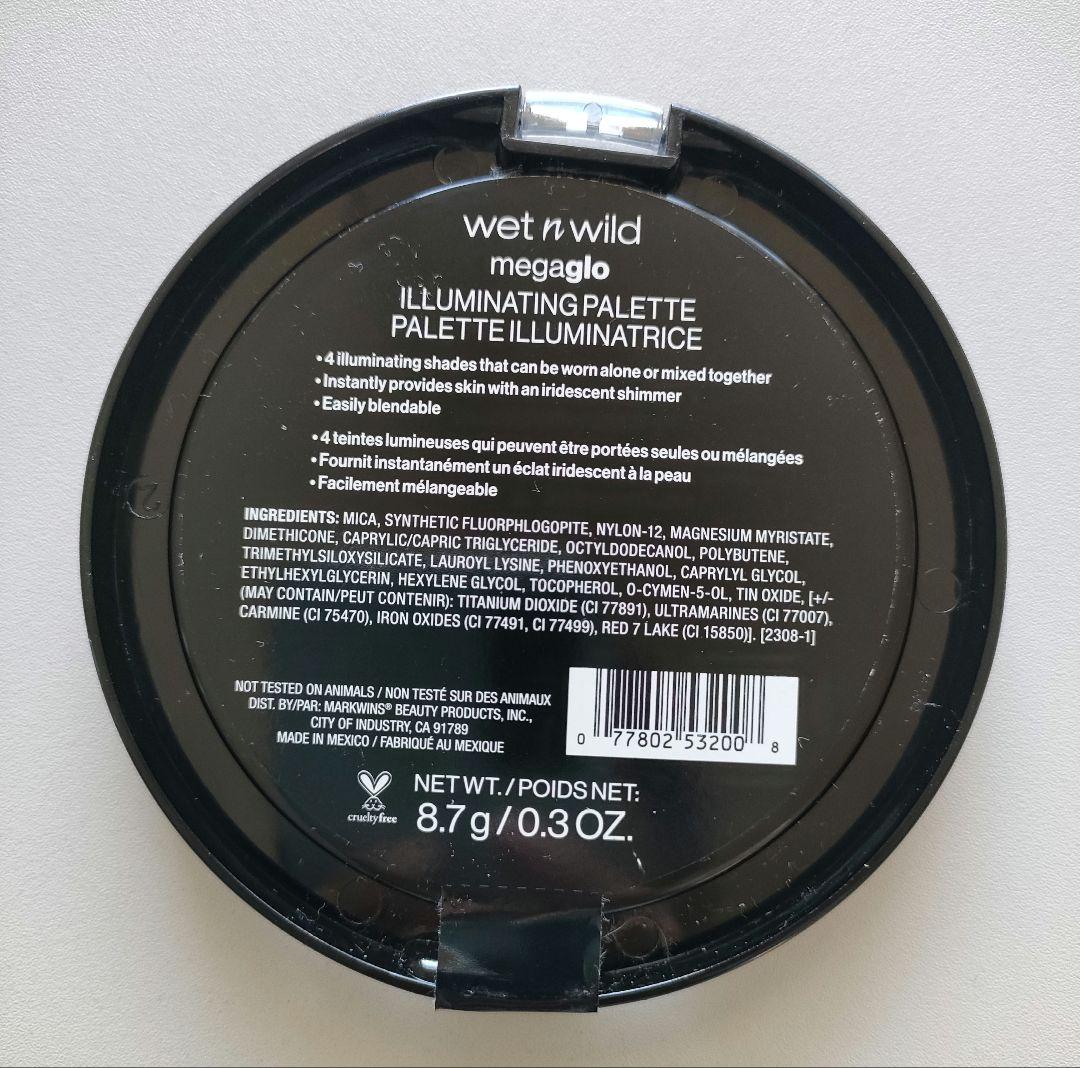 wet n wild
megaglo
ILLUMINATING PALETTE
PALETTE ILLUMINATRICE
• 4 illuminating shades that can be worn alone or mixed together
• Instantly provides skin with an iridescent shimmer
• Easily blendable
• 4 teintes lumineuses qui peuvent être portées seules ou mélangées
• Fournit instantanément un éclat iridescent à la peau
• Facilement mélangeable
INGREDIENTS: MICA, SYNTHETIC FLUORPHLOGOPITE, NYLON-12, MAGNESIUM MYRISTATE,
DIMETHICONE, CAPRYLIC/CAPRIC TRIGLYCERIDE, OCTYLDODECANOL, POLYBUTENE,
TRIMETHYLSILOXYSILICATE, LAUROYL LYSINE, PHENOXYETHANOL, CAPRYLYL GLYCOL,
ETHYLHEXYLGLYCERIN, HEXYLENE GLYCOL, TOCOPHEROL, O-CYMEN-5-OL, TIN OXIDE, [+/-
(MAY CONTAIN/PEUT CONTENIR): TITANIUM DIOXIDE (CI 77891), ULTRAMARINES (CI 77007),
CARMINE (CI 75470), IRON OXIDES (CI 77491, CI 77499), RED 7 LAKE (CI 15850)]. [2308-1]
NOT TESTED ON ANIMALS / NON TESTÉ SUR DES ANIMAUX
DIST. BY/PAR: MARKWINS® BEAUTY PRODUCTS, INC.,
CITY OF INDUSTRY, CA 91789
MADE IN MEXICO / FABRIQUÉ AU MEXIQUE
0 77802 53200 8
crueltyfree
NET WT. / POIDS NET:
8.7 g / 0.3 OZ.
2